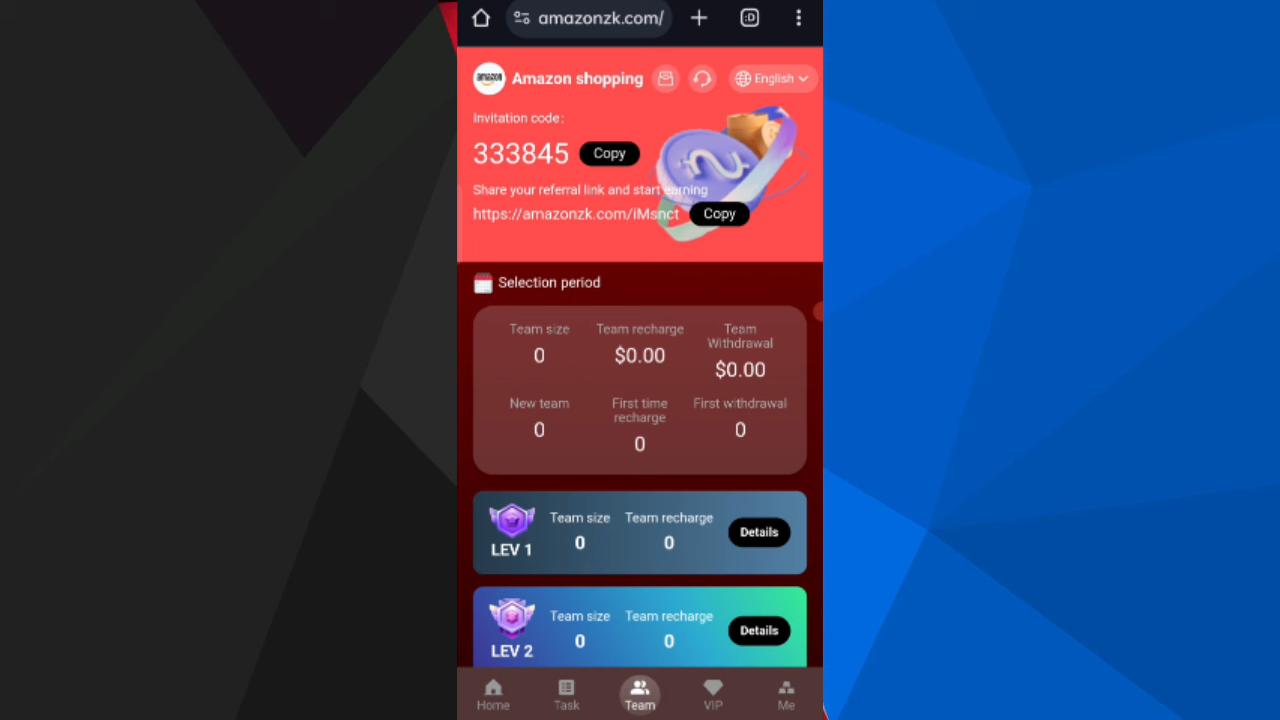 amazonzk.com/
:D
amazon
Amazon shopping
English
Invitation code:
333845
Copy
Share your referral link and start earning
https://amazonzk.com/iMsnct
Copy
Selection period
Team size
0
Team recharge
$0.00
Team
Withdrawal
$0.00
New team
0
First time
recharge
0
First withdrawal
0
LEV 1
Team size
0
Team recharge
0
Details
LEV 2
Team size
0
Team recharge
0
Details
Home
Task
Team
VIP
Me